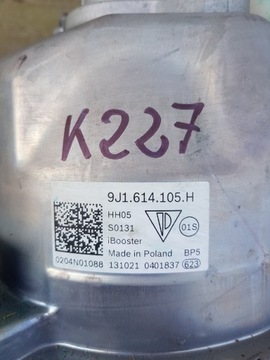 K227
9J1.614.105.H
HH05
S0131
01S
iBooster
Made in Poland BP5
0204N01088 131021 0401837 623